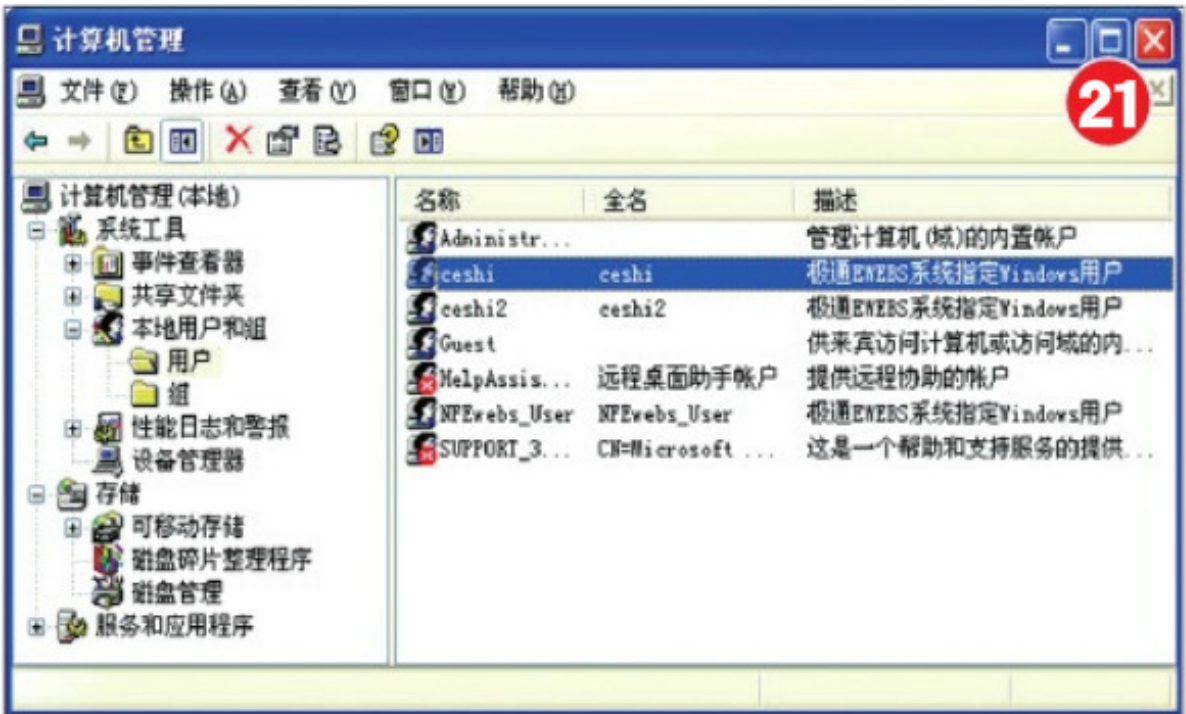 计算机管理
文件(F) 操作(A) 查看(V) 窗口(W) 帮助(H)
21
计算机管理(本地)
系统工具
事件查看器
共享文件夹
本地用户和组
用户
组
性能日志和警报
设备管理器
存储
可移动存储
磁盘碎片整理程序
磁盘管理
服务和应用程序
名称 全名 描述
Administr... 管理计算机(域)的内置帐户
ceshi ceshi 极通EWEBS系统指定Windows用户
ceshi2 ceshi2 极通EWEBS系统指定Windows用户
Guest 供来宾访问计算机或访问域的内...
HelpAssis... 远程桌面助手帐户 提供远程协助的帐户
NFEwebs_User NFEwebs_User 极通EWEBS系统指定Windows用户
SUPPORT_3... CN=Microsoft ... 这是一个帮助和支持服务的提供...